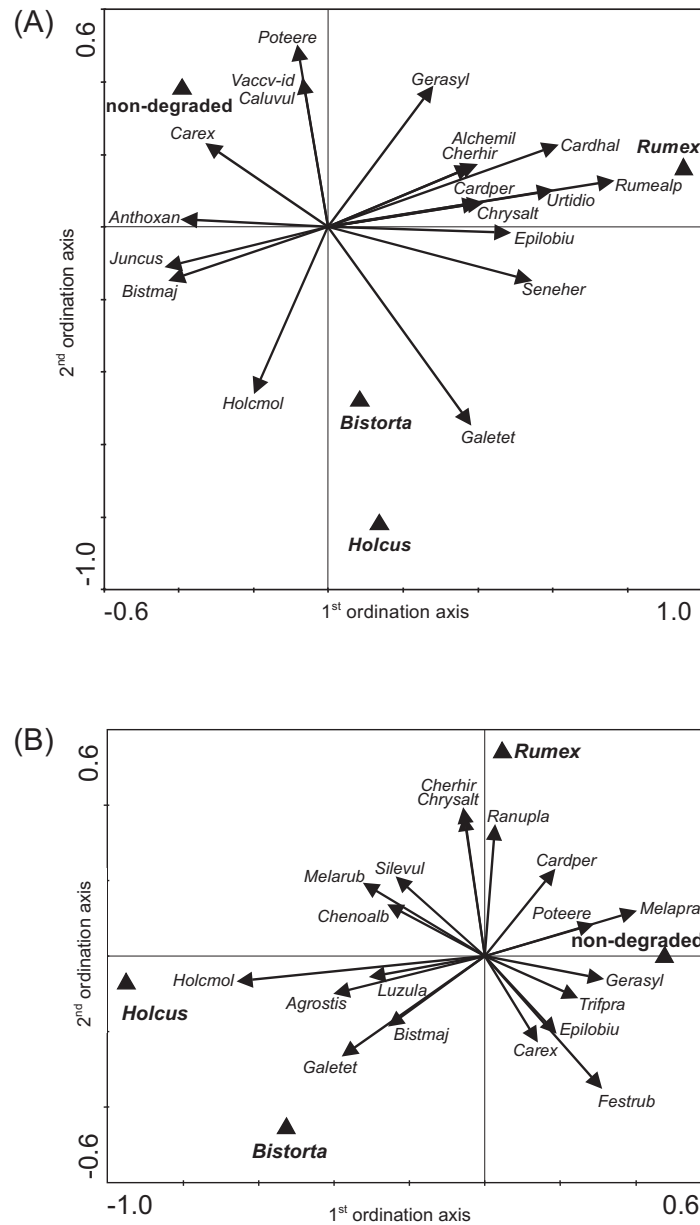 (A)
0.6
Poteere
Vaccv-id
Caluvul
Gerasyl
non-degraded
Carex
Alchemil
Cherhir
Cardhal
Rumex
Cardper
Rumealp
Urtidio
Chrysalt
Anthoxan
Epilobiu
Juncus
Bistmaj
Seneher
2nd ordination axis
Holcmol
Bistorta
Galetet
Holcus
-1.0
-0.6
1st ordination axis
1.0
(B)
0.6
Rumex
Cherhir
Chrysalt
Ranupla
Silevul
Melarub
Cardper
Chenoalb
Poteere
Melapra
non-degraded
2nd ordination axis
Holcmol
Holcus
Agrostis
Luzula
Gerasyl
Trifpra
Bistmaj
Epilobiu
Carex
Galetet
Festrub
Bistorta
-0.6
-1.0
1st ordination axis
0.6